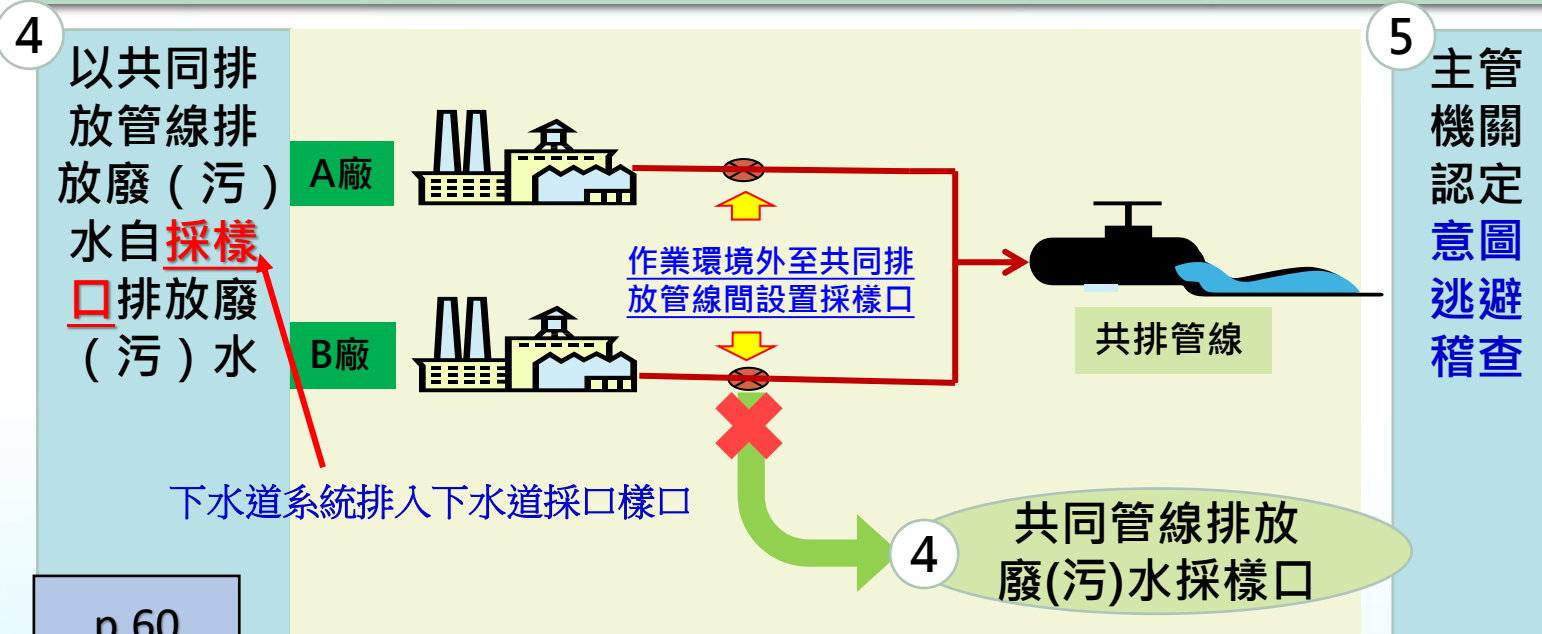 4
以共同排
放管線排
放廢（污）
水自採樣
口排放廢
（污）水
A廠
B廠
作業環境外至共同排
放管線間設置採樣口
共排管線
下水道系統排入下水道採口樣口
4
共同管線排放
廢(污)水採樣口
5
主管
機關
認定
意圖
逃避
稽查
p.60